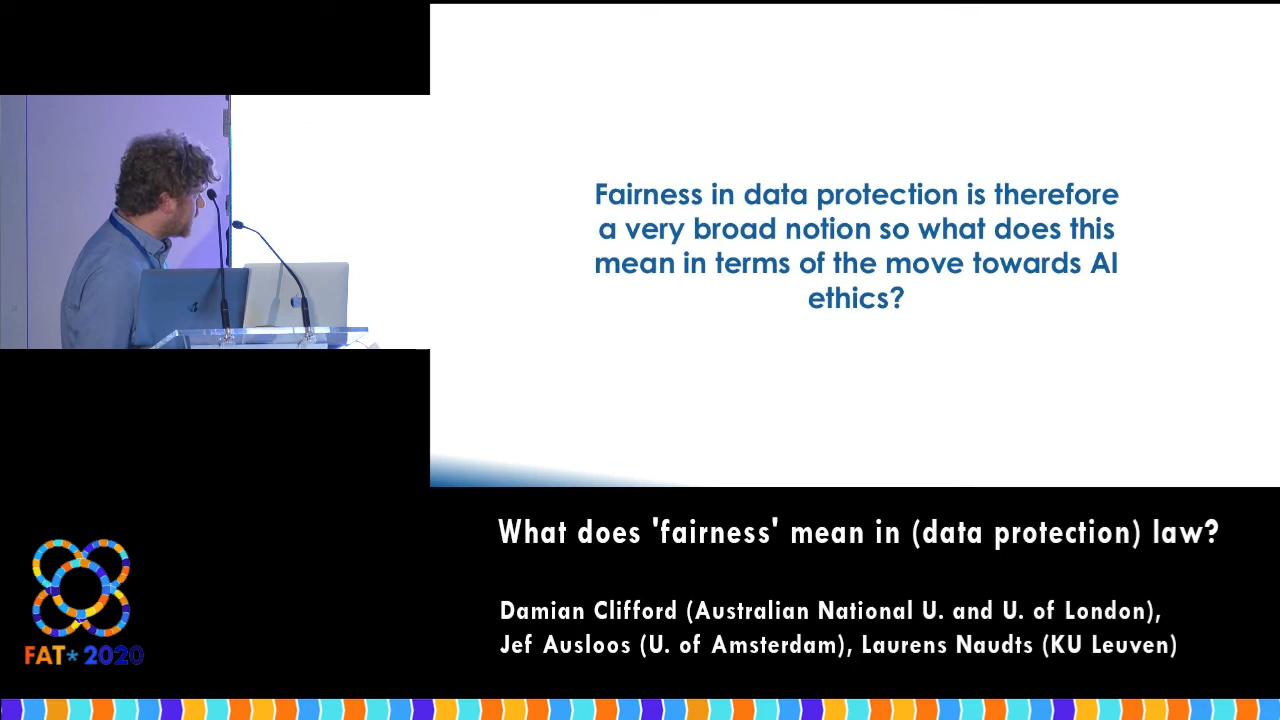 Fairness in data protection is therefore
a very broad notion so what does this
mean in terms of the move towards AI
ethics?
What does 'fairness' mean in (data protection) law?
Damian Clifford (Australian National U. and U. of London),
Jef Ausloos (U. of Amsterdam), Laurens Naudts (KU Leuven)
FAT* 2020